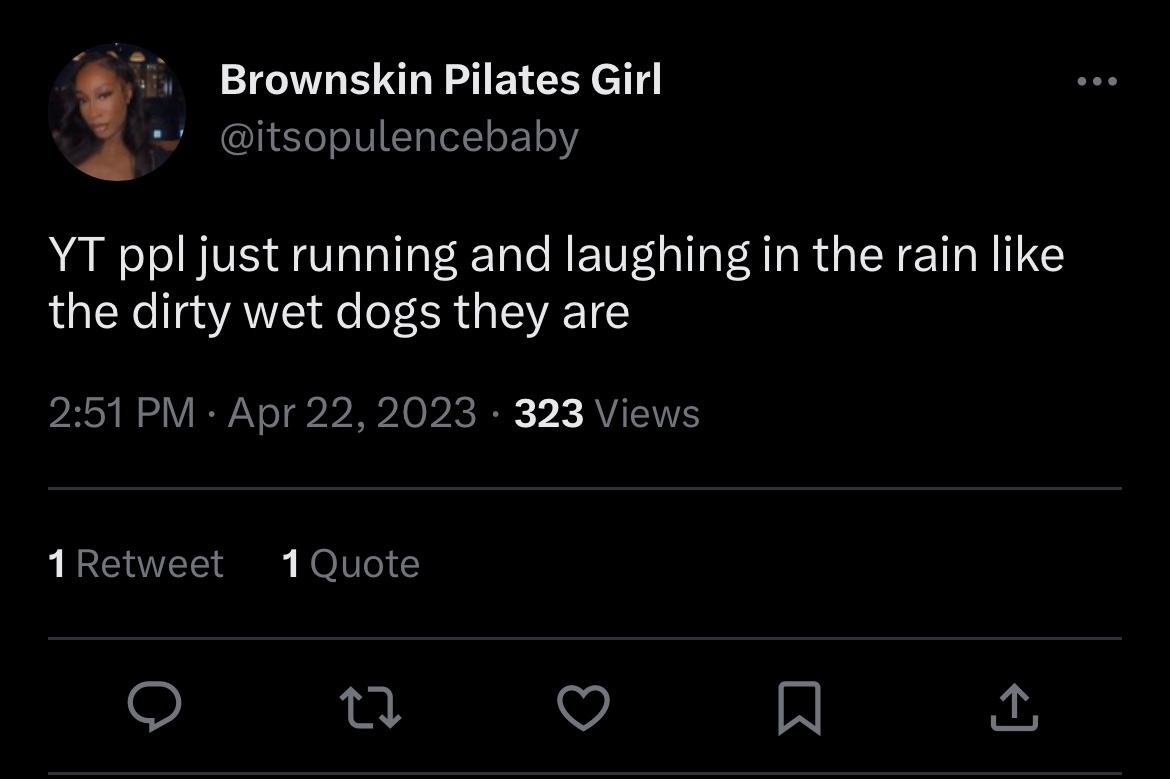 Brownskin Pilates Girl
@itsopulencebaby
YT ppl just running and laughing in the rain like
the dirty wet dogs they are
2:51 PM · Apr 22, 2023 · 323 Views
1 Retweet 1 Quote